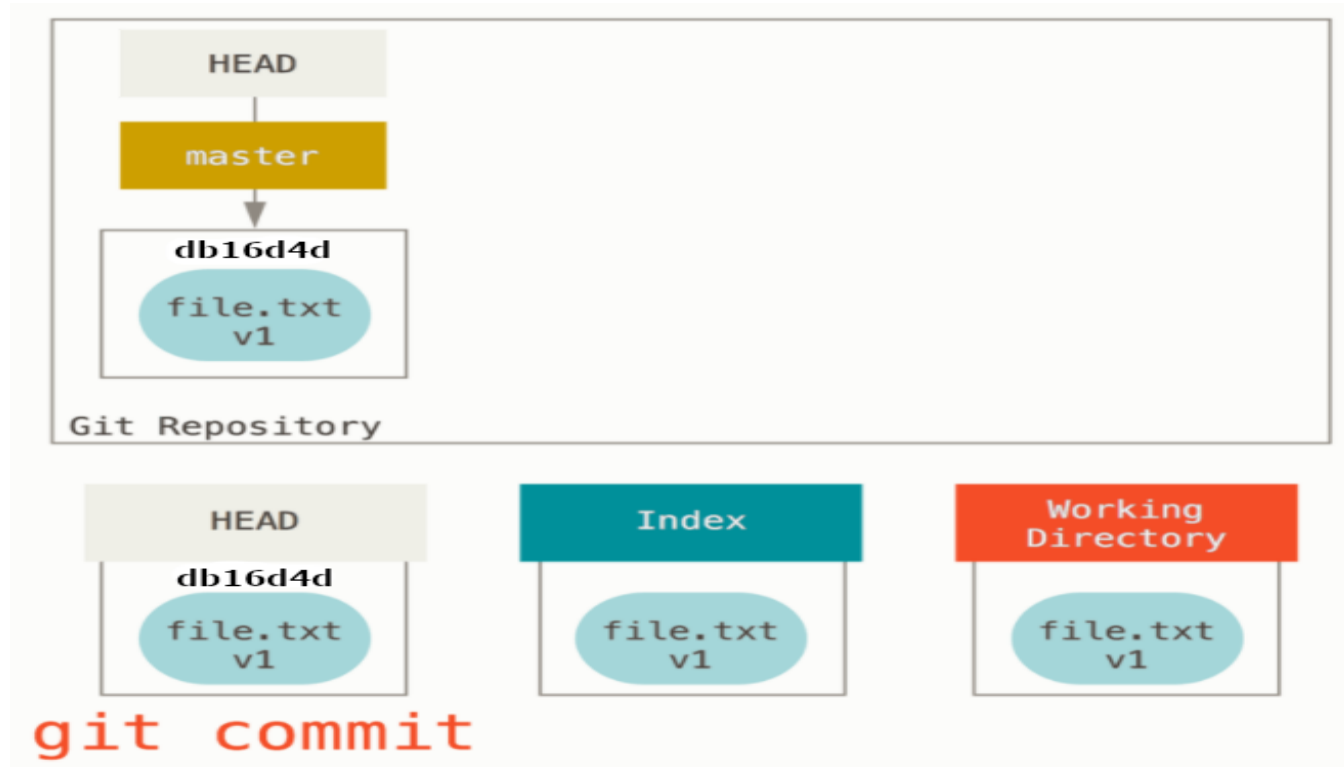 HEAD
master
db16d4d
file.txt
v1
Git Repository
HEAD
db16d4d
file.txt
v1
Index
file.txt
v1
Working
Directory
file.txt
v1
git commit